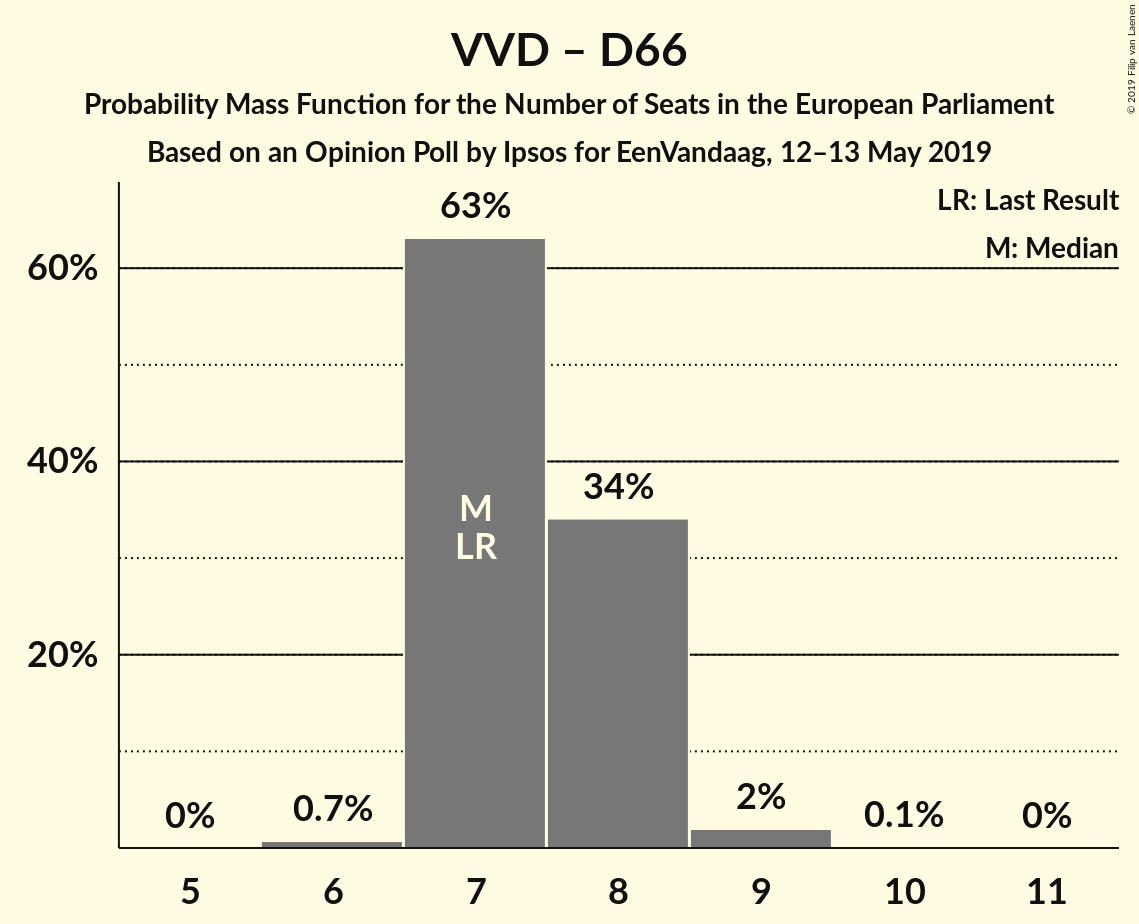 VVD – D66
Probability Mass Function for the Number of Seats in the European Parliament
Based on an Opinion Poll by Ipsos for EenVandaag, 12–13 May 2019
© 2019 Filip van Laenen
LR: Last Result
M: Median
63%
60%
40%
34%
M
LR
20%
0%
0.7%
2%
0.1%
0%
5 6 7 8 9 10 11